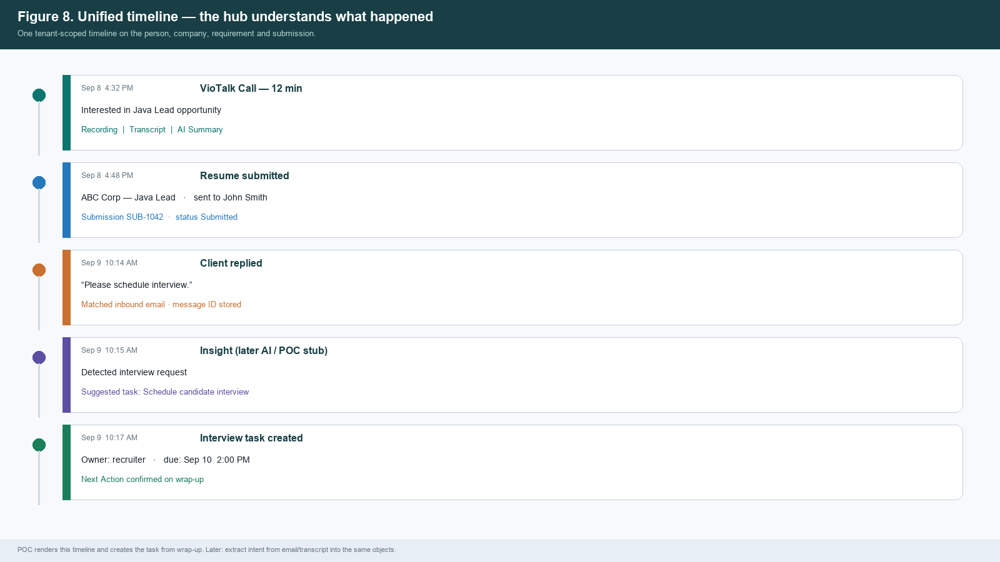 Figure 8. Unified timeline — the hub understands what happened
One tenant-scoped timeline on the person, company, requirement and submission.
Sep 8  4:32 PM VioTalk Call — 12 min
Interested in Java Lead opportunity
Recording  |  Transcript  |  AI Summary
Sep 8  4:48 PM Resume submitted
ABC Corp — Java Lead   ·   sent to John Smith
Submission SUB-1042  ·  status Submitted
Sep 9  10:14 AM Client replied
“Please schedule interview.”
Matched inbound email · message ID stored
Sep 9  10:15 AM Insight (later AI / POC stub)
Detected interview request
Suggested task: Schedule candidate interview
Sep 9  10:17 AM Interview task created
Owner: recruiter   ·   due: Sep 10  2:00 PM
Next Action confirmed on wrap-up
POC renders this timeline and creates the task from wrap-up. Later: extract intent from email/transcript into the same objects.